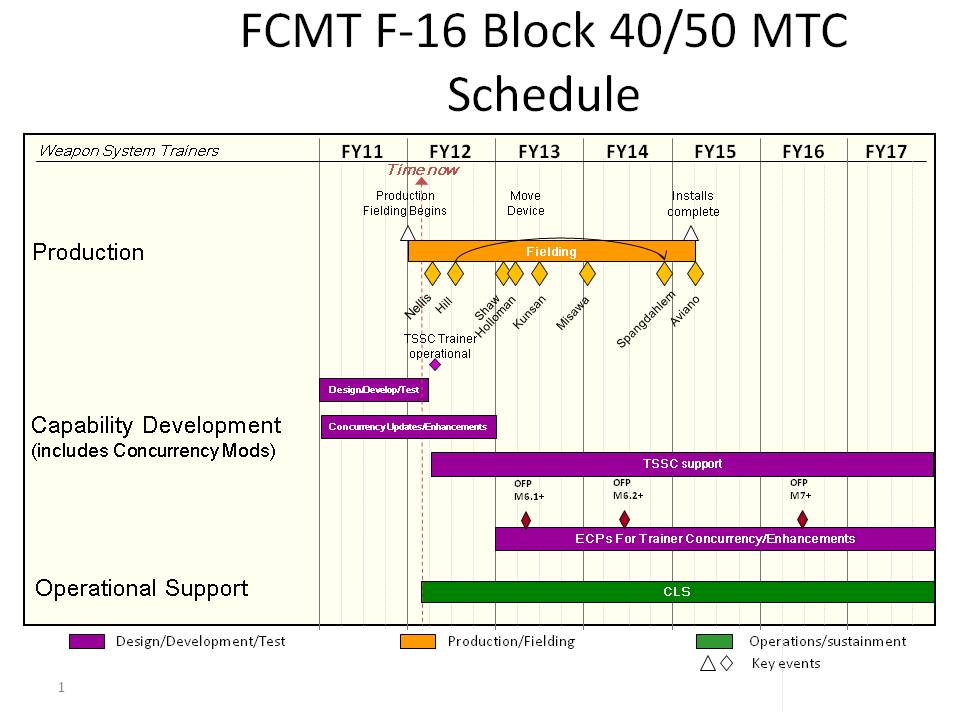 FCMT F-16 Block 40/50 MTC
Schedule
Weapon System Trainers
FY11
FY12
FY13
FY14
FY15
FY16
FY17
Time now
Production
Fielding Begins
Move
Device
Installs
complete
Production
Fielding
Nellis
Hill
Shaw
Holloman
Kunsan
Misawa
Spangdahlem
Aviano
TSSC Trainer
operational
Design/Develop/Test
Capability Development
(includes Concurrency Mods)
Concurrency Updates/Enhancements
TSSC support
OFP
M6.1+
OFP
M6.2+
OFP
M7+
ECPs For Trainer Concurrency/Enhancements
Operational Support
CLS
Design/Development/Test
Production/Fielding
Operations/sustainment
Key events
1